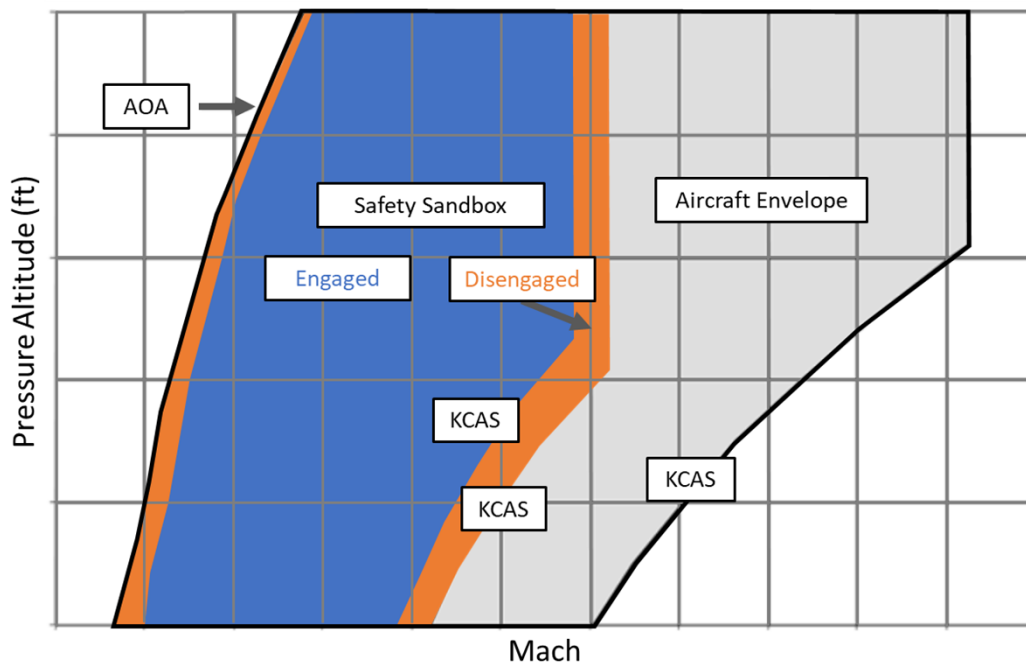 AOA
Safety Sandbox
Aircraft Envelope
Engaged
Disengaged
KCAS
KCAS
KCAS
Pressure Altitude (ft)
Mach